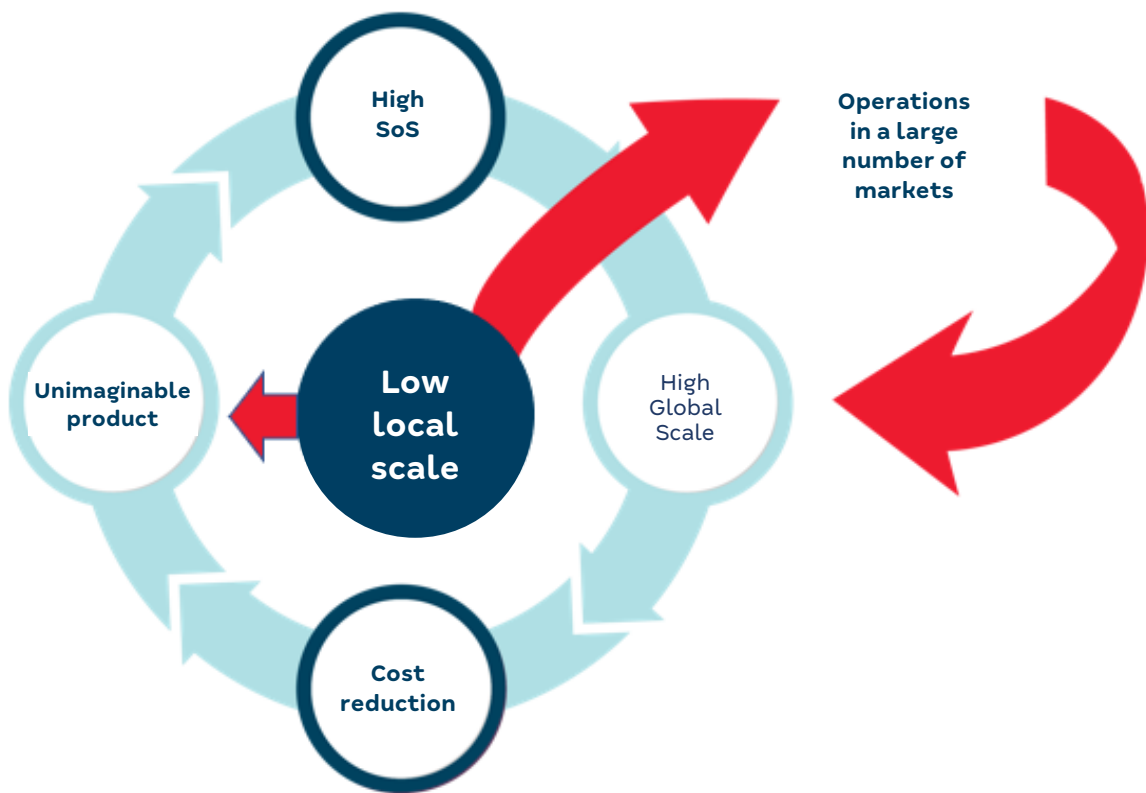 High
SoS
Operations
in a large
number of
markets
Unimaginable
product
Low
local
scale
High
Global
Scale
Cost
reduction